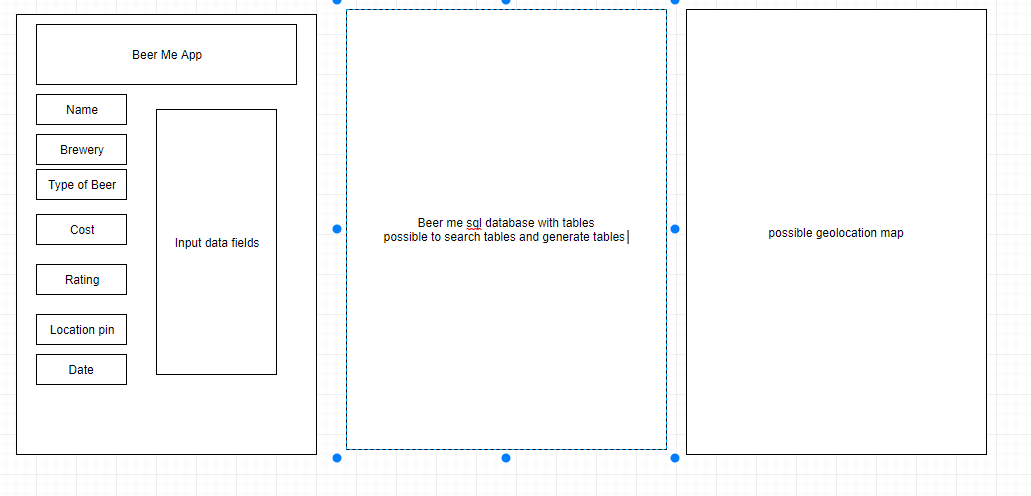 Beer Me App
Name
Brewery
Type of Beer
Cost
Rating
Location pin
Date
Input data fields
Beer me sql database with tables
possible to search tables and generate tables
possible geolocation map